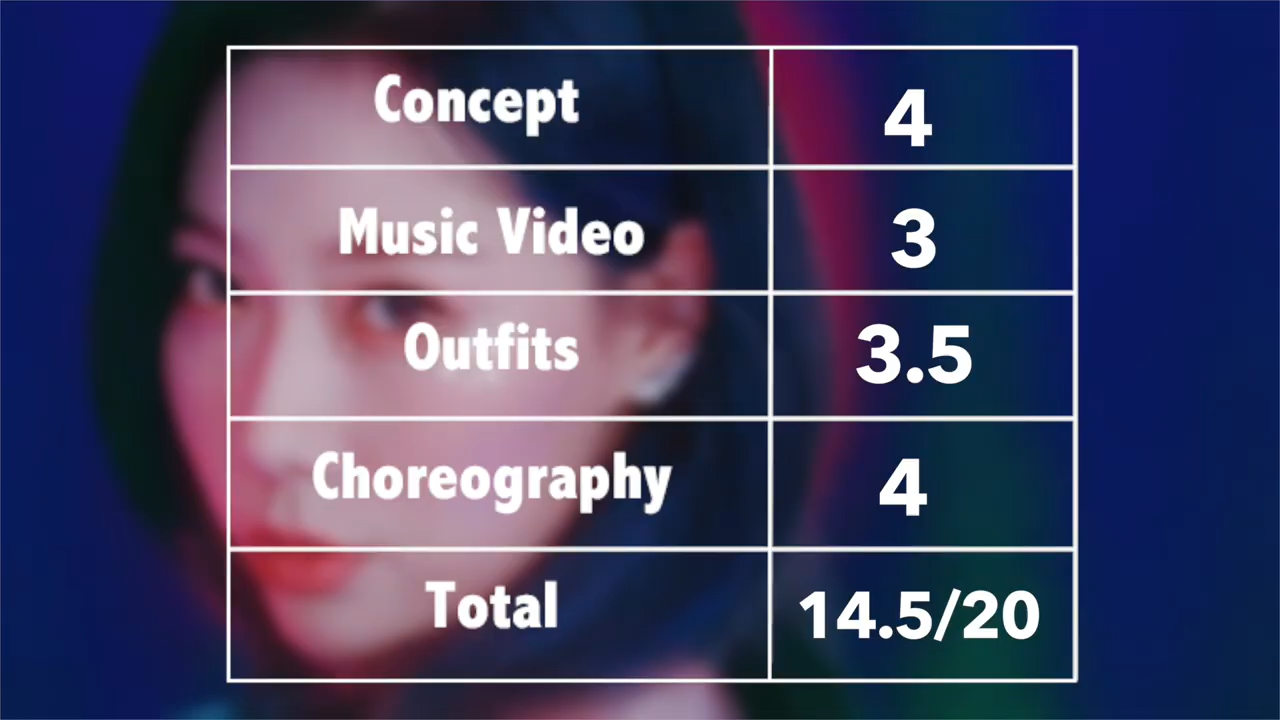 Concept 4
Music Video 3
Outfits 3.5
Choreography 4
Total 14.5/20